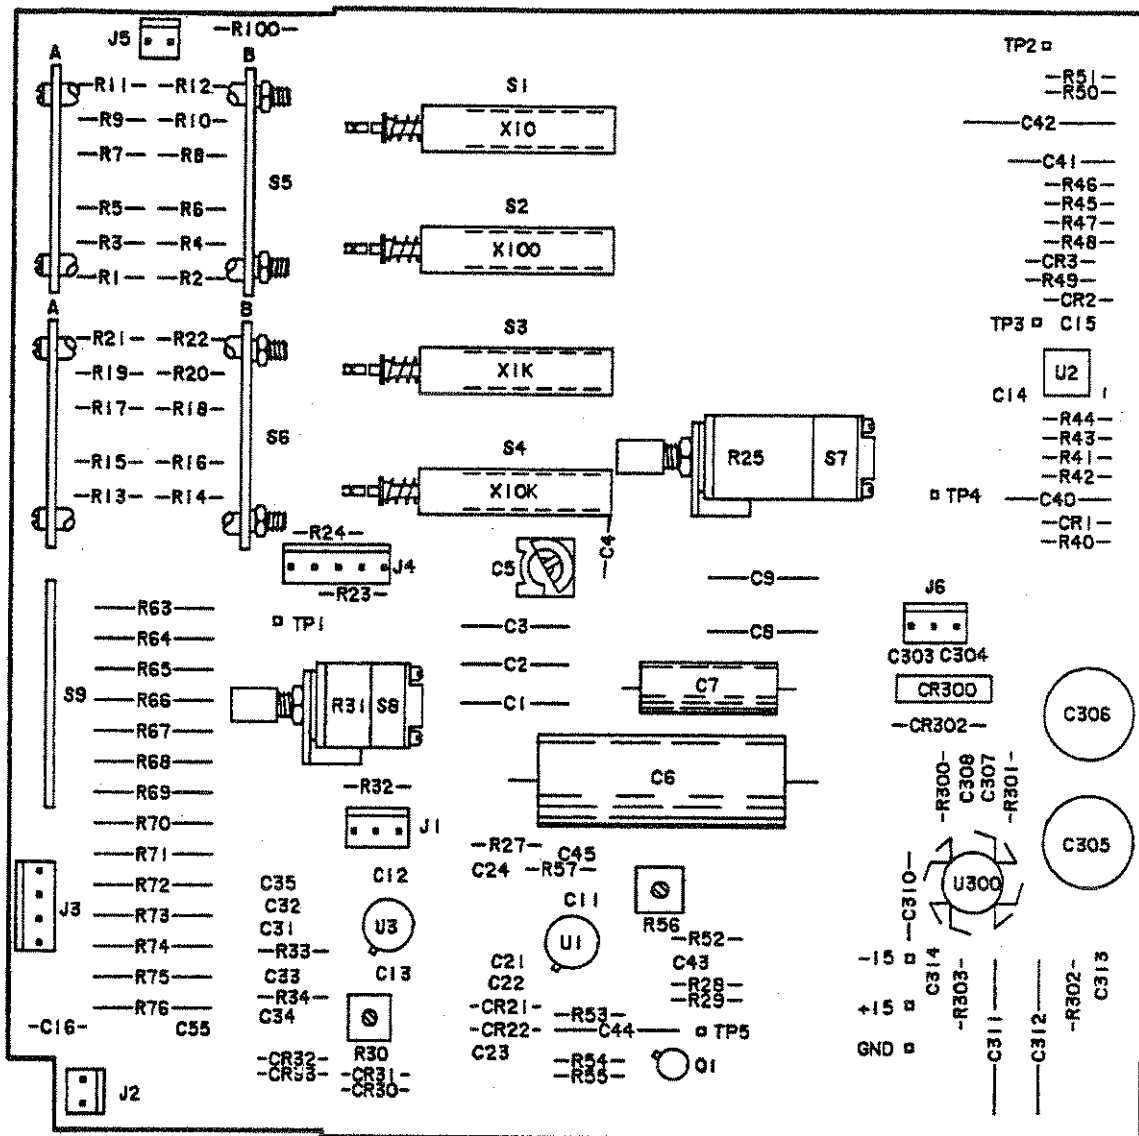 J5 -R100-
A B TP2
-R11- -R12- S1 -R51-
-R50-
-R9- -R10- X10 -C42-
-R7- -R8- -C41-
S5 -R46-
-R5- -R6- S2 -R45-
-R47-
-R3- -R4- X100 -R48-
-CR3-
-R1- -R2- -R49-
-CR2-
A B
S3 TP3 C15
-R21- -R22-
-R19- -R20- X1K U2
C14 1
-R17- -R18- -R44-
S6 S4 -R43-
-R15- -R16- R25 S7 -R41-
-R42-
-R13- -R14- X10K TP4 -C40-
-CR1-
-R24- -C4- -R40-
J4 C5 -C9-
-R23- J6
-R63-
TP1 -C3- -C8-
-R64- C303 C304
-R65- -C2-
S9 -R66- R31 S8 -C1- C7 CR300
C306
-R67- -CR302-
-R68- C6
-R69- -R32- -R300- C308 C307 -R301-
-R70- J1
-R27- C305
-R71- C45
C12 C24 -R57-
-R72- C35 U300
J3 C32 C11 -C310-
-R73- U3 R56
C31 U1 -R52-
-R74- -R33- -15
C21 C43
-R75- C33 C13 C22 -R28- C314 -R303- -R302- C313
-R34- -R29-
-R76- C34 -CR21- -R53- +15
-C16- C55 -CR22- -C44- TP5
R30 C23 GND -C311- -C312-
-CR32- -R54- Q1
-CR33- -CR31- -R55-
-CR30-
J2